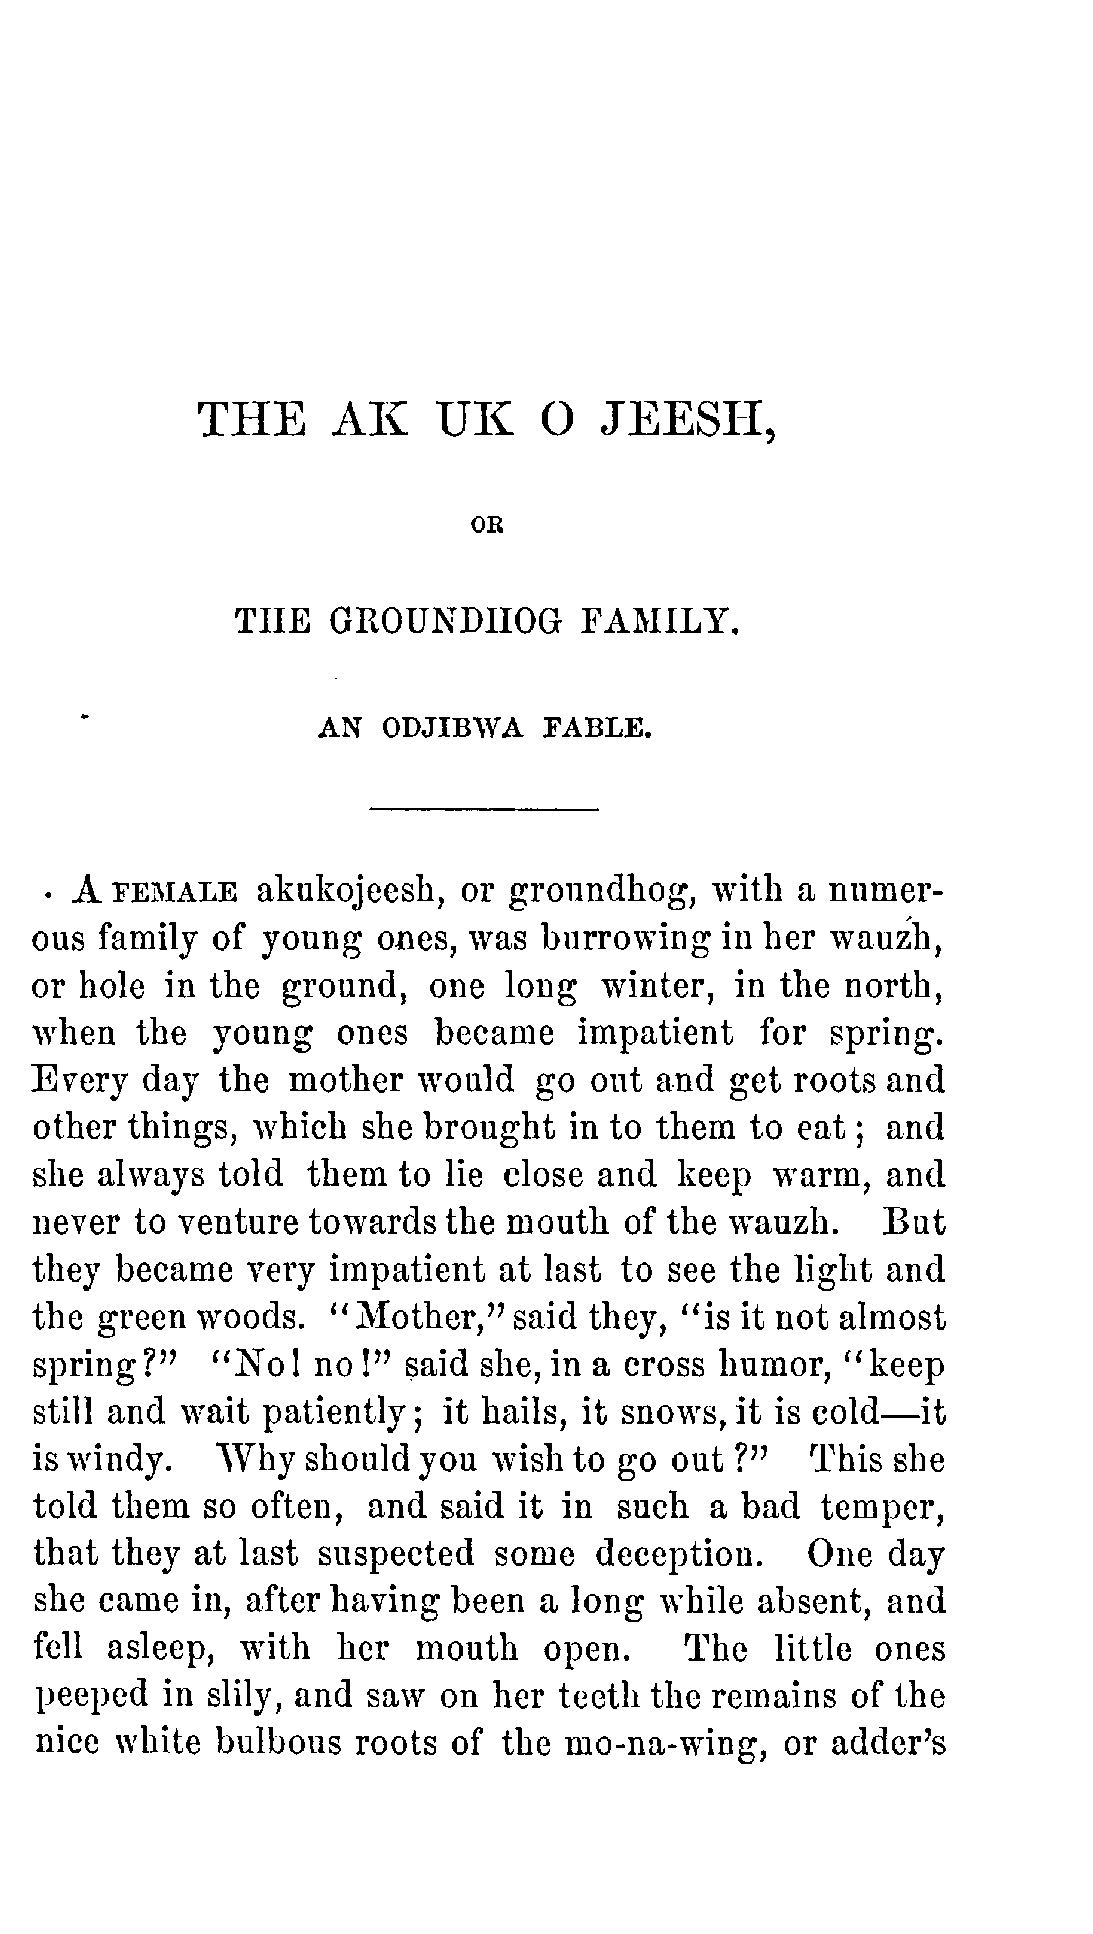 THE AK UK O JEESH,
OR
THE GROUNDHOG FAMILY.
AN ODJIBWA FABLE.
A FEMALE akukojeesh, or groundhog, with a numer-
ous family of young ones, was burrowing in her wauzh,
or hole in the ground, one long winter, in the north,
when the young ones became impatient for spring.
Every day the mother would go out and get roots and
other things, which she brought in to them to eat; and
she always told them to lie close and keep warm, and
never to venture towards the mouth of the wauzh. But
they became very impatient at last to see the light and
the green woods. "Mother," said they, "is it not almost
spring?" "No! no!" said she, in a cross humor, "keep
still and wait patiently; it hails, it snows, it is cold—it
is windy. Why should you wish to go out?" This she
told them so often, and said it in such a bad temper,
that they at last suspected some deception. One day
she came in, after having been a long while absent, and
fell asleep, with her mouth open. The little ones
peeped in slily, and saw on her teeth the remains of the
nice white bulbous roots of the mo-na-wing, or adder's